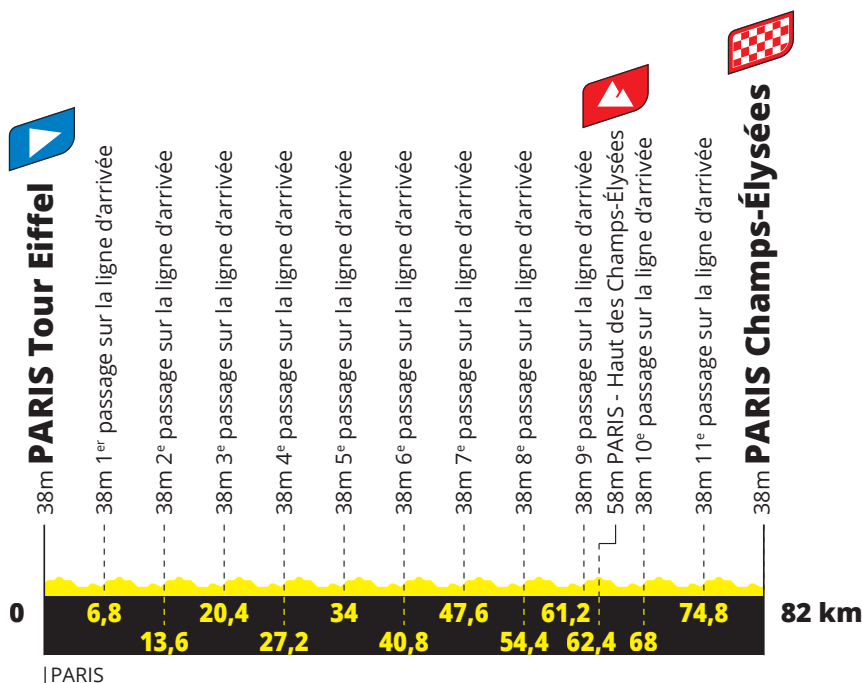 38m PARIS Tour Eiffel
38m 1er passage sur la ligne d'arrivée
38m 2e passage sur la ligne d'arrivée
38m 3e passage sur la ligne d'arrivée
38m 4e passage sur la ligne d'arrivée
38m 5e passage sur la ligne d'arrivée
38m 6e passage sur la ligne d'arrivée
38m 7e passage sur la ligne d'arrivée
38m 8e passage sur la ligne d'arrivée
38m 9e passage sur la ligne d'arrivée
58m PARIS - Haut des Champs-Élysées
38m 10e passage sur la ligne d'arrivée
38m 11e passage sur la ligne d'arrivée
38m PARIS Champs-Élysées
0 6,8 20,4 34 47,6 61,2 74,8 82 km
13,6 27,2 40,8 54,4 62,4 68
PARIS